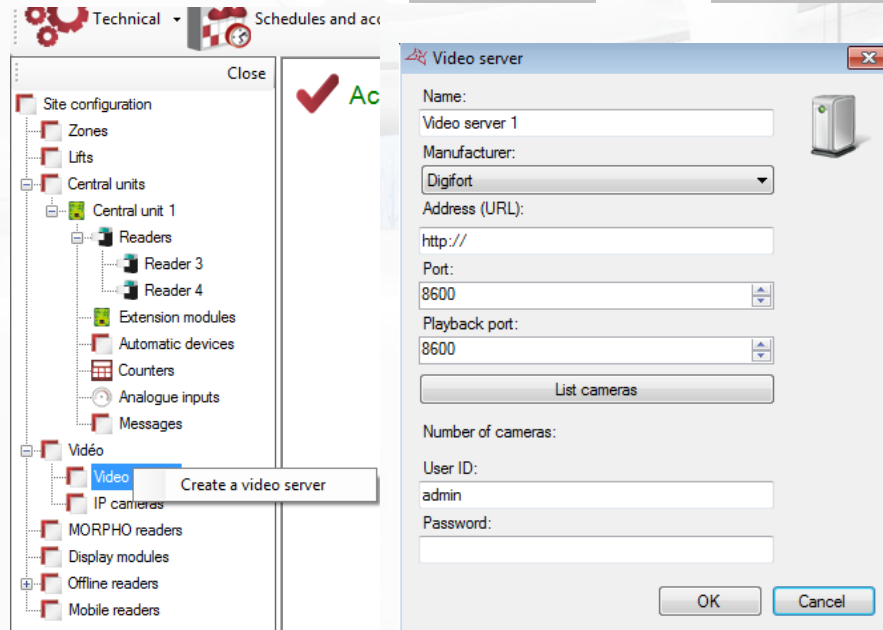 Technical
Schedules and acc
Close
Ac
Site configuration
Zones
Lifts
Central units
Central unit 1
Readers
Reader 3
Reader 4
Extension modules
Automatic devices
Counters
Analogue inputs
Messages
Vidéo
Video
Create a video server
IP cameras
MORPHO readers
Display modules
Offline readers
Mobile readers
Video server
Name:
Video server 1
Manufacturer:
Digifort
Address (URL):
http://
Port:
8600
Playback port:
8600
List cameras
Number of cameras:
User ID:
admin
Password:
OK Cancel